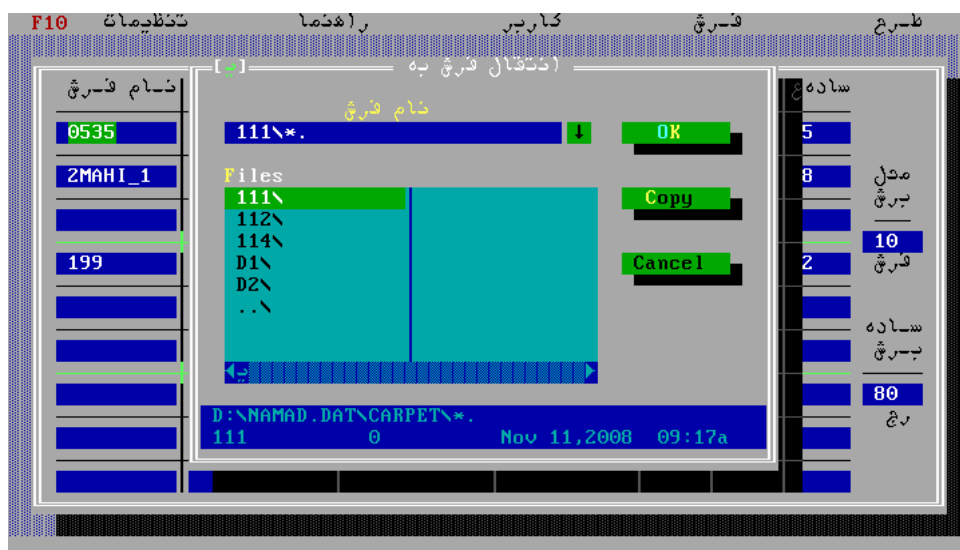 طرح فرش کاربر راهنما تنظیمات F10
انتقال فرش به
نام فرش
ساده
نام فرش
0535
111\*.
OK
5
2MAHI_1
Files
8
مدل
برش
111\
Copy
112\
114\
10
199
D1\
Cancel
2
فرش
D2\
..\
ساده
برش
80
رج
D:\NAMAD.DAT\CARPET\*.
111 0 Nov 11,2008 09:17a